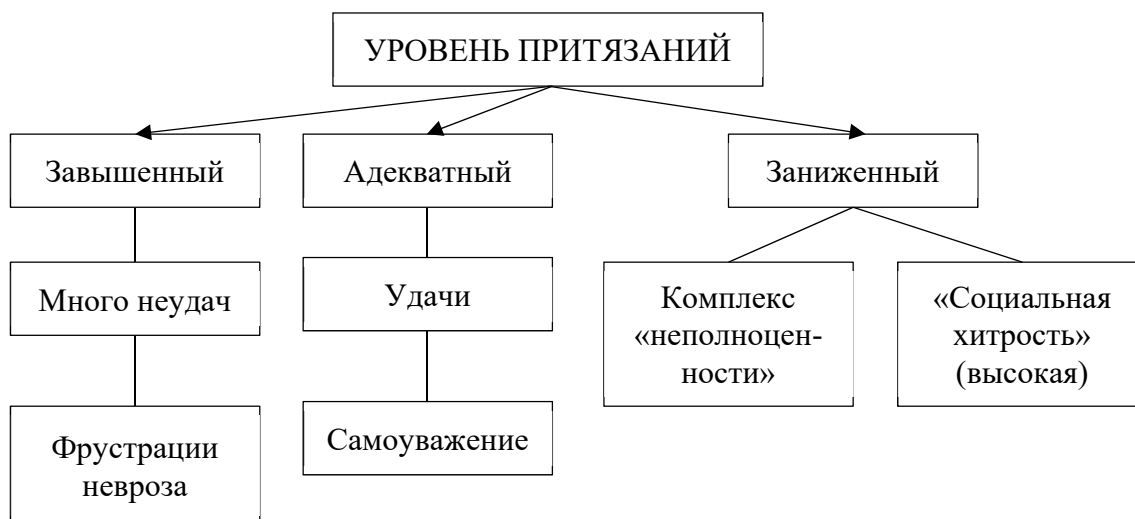 УРОВЕНЬ ПРИТЯЗАНИЙ
Завышенный
Адекватный
Заниженный
Много неудач
Удачи
Комплекс
«неполноцен-
ности»
«Социальная
хитрость»
(высокая)
Фрустрации
невроза
Самоуважение